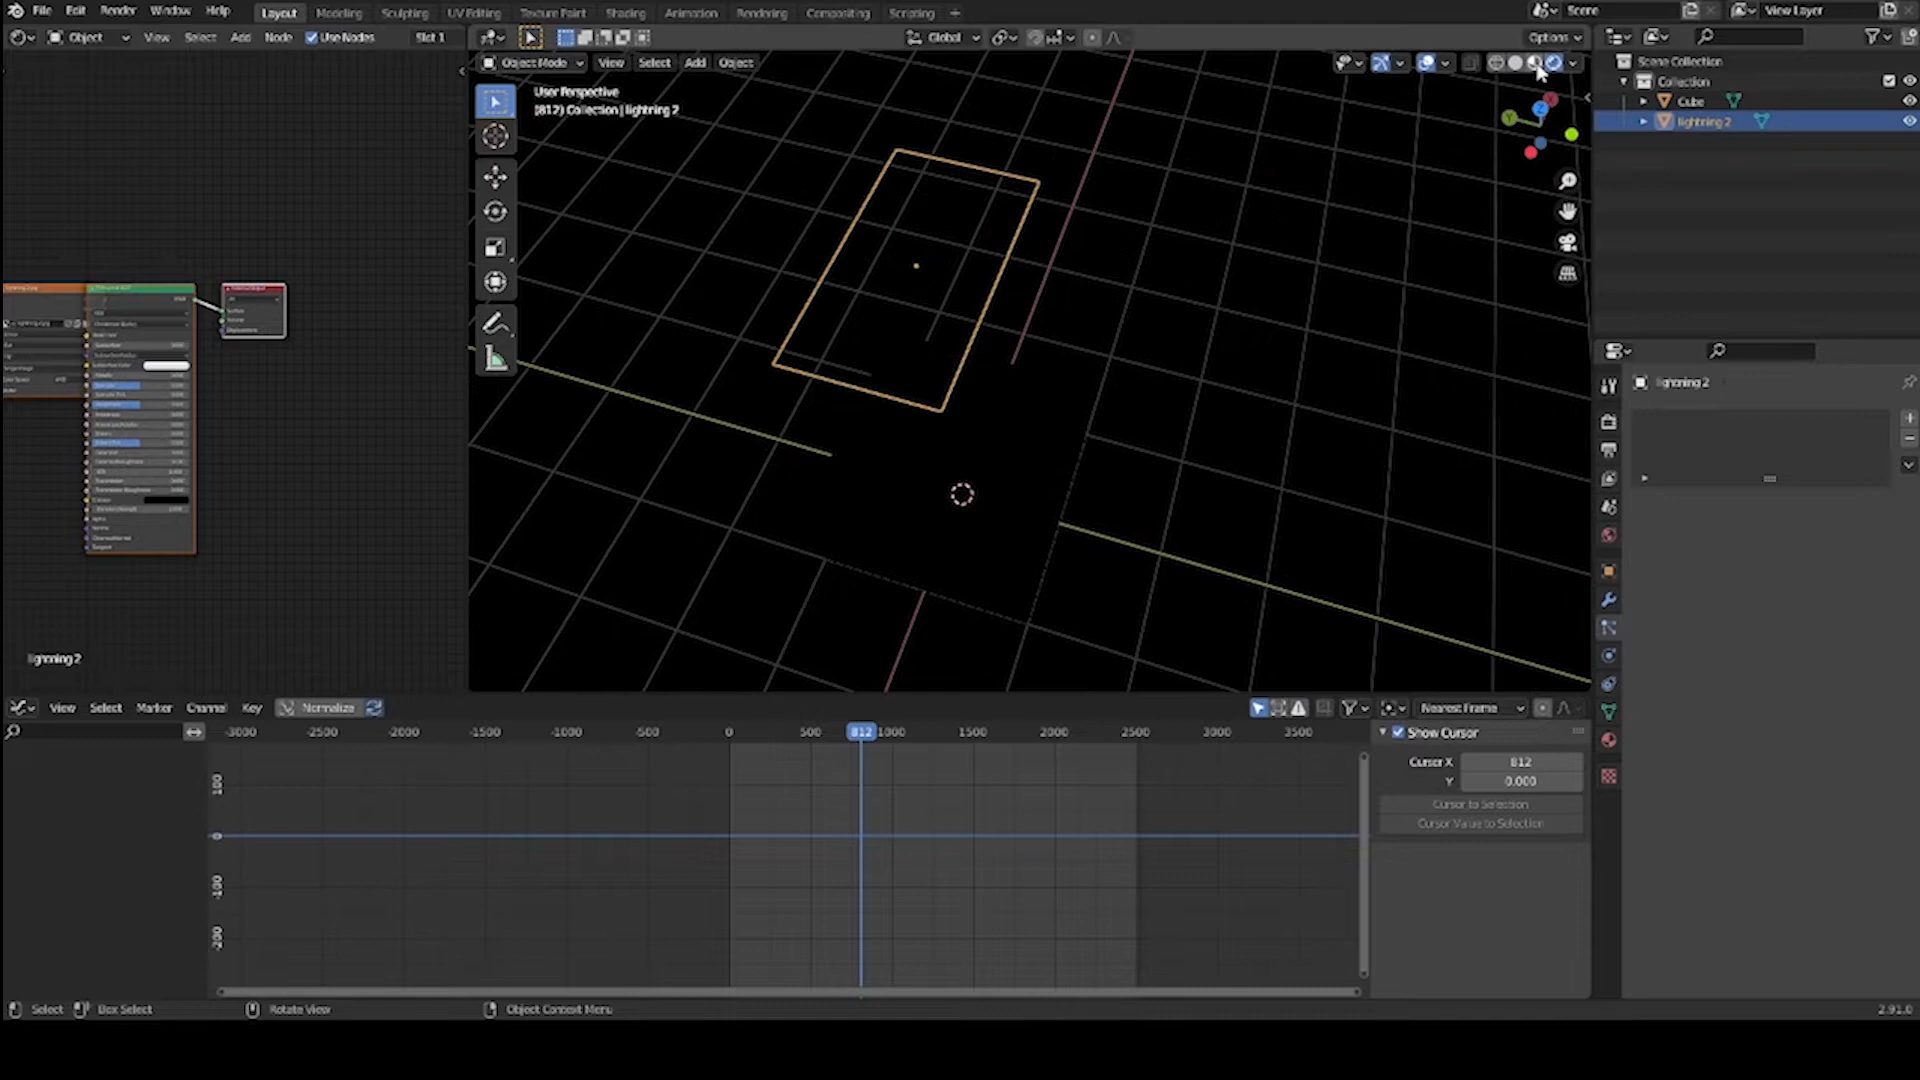 File Edit Render Window Help Layout Modeling Sculpting UV Editing Texture Paint Shading Animation Rendering Compositing Scripting + Scene View Layer
Object View Select Add Node Use Nodes Slot 1 Global Options
Object Mode View Select Add Object
User Perspective
(812) Collection | lightning 2
Scene Collection
Collection
Cube
lightning 2
lightning 2
lightning 2
View Select Marker Channel Key Normalize Nearest Frame
-3000 -2500 -2000 -1500 -1000 -500 0 500 812 1000 1500 2000 2500 3000 3500
Show Cursor
Cursor X 812
Y 0.000
Cursor to Selection
Cursor Value to Selection
100
0
-100
-200
Select Box Select Rotate View Object Context Menu 2.91.0